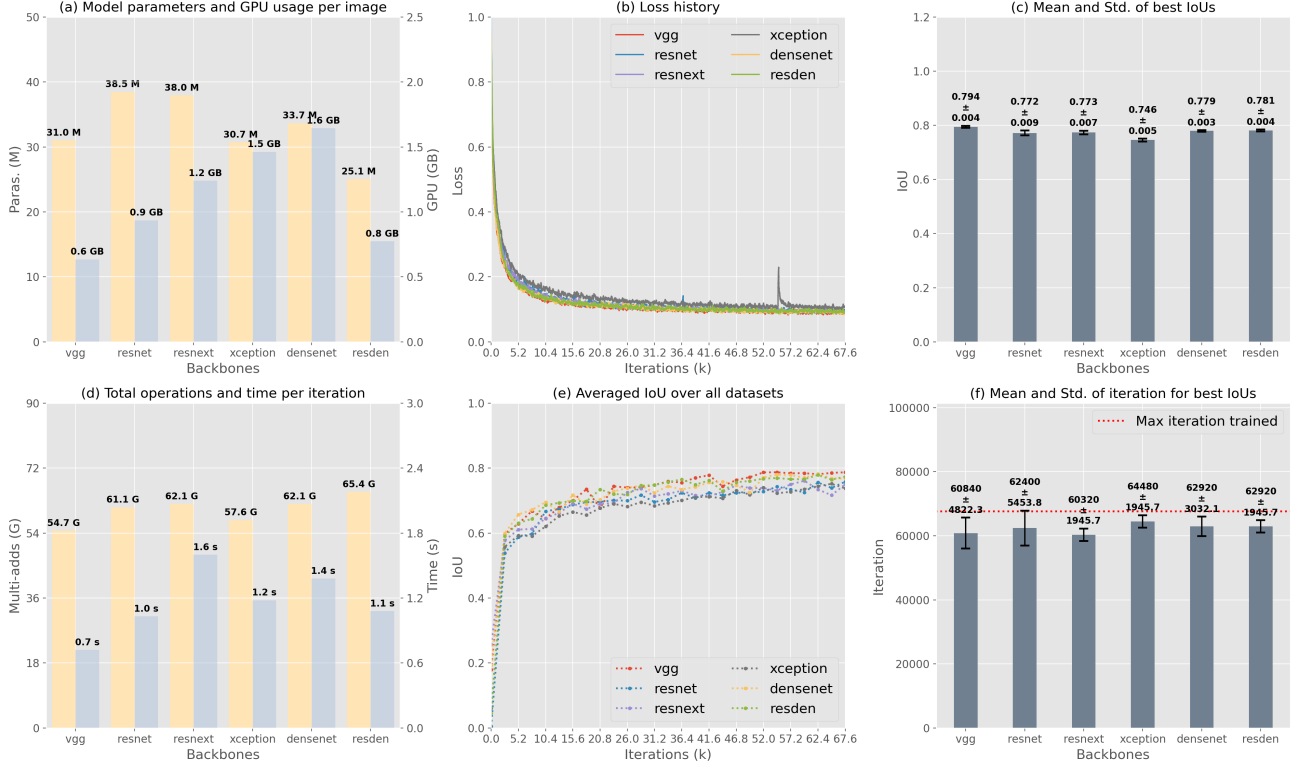 (a) Model parameters and GPU usage per image
50
40
30
20
10
0
Paras. (M)
2.5
2.0
1.5
1.0
0.5
0.0
GPU (GB)
31.0 M
38.5 M
38.0 M
30.7 M
33.7 M
25.1 M
0.6 GB
0.9 GB
1.2 GB
1.5 GB
1.6 GB
0.8 GB
vgg resnet resnext xception densenet resden
Backbones
(b) Loss history
1.0
0.8
0.6
0.4
0.2
0.0
Loss
vgg xception
resnet densenet
resnext resden
0.0 5.2 10.4 15.6 20.8 26.0 31.2 36.4 41.6 46.8 52.0 57.2 62.4 67.6
Iterations (k)
(c) Mean and Std. of best IoUs
1.2
1.0
0.8
0.6
0.4
0.2
0.0
IoU
0.794
±
0.004
0.772
±
0.009
0.773
±
0.007
0.746
±
0.005
0.779
±
0.003
0.781
±
0.004
vgg resnet resnext xception densenet resden
Backbones
(d) Total operations and time per iteration
90
72
54
36
18
0
Multi-adds (G)
3.0
2.4
1.8
1.2
0.6
0.0
Time (s)
54.7 G
61.1 G
62.1 G
57.6 G
62.1 G
65.4 G
0.7 s
1.0 s
1.6 s
1.2 s
1.4 s
1.1 s
vgg resnet resnext xception densenet resden
Backbones
(e) Averaged IoU over all datasets
1.0
0.8
0.6
0.4
0.2
0.0
IoU
vgg xception
resnet densenet
resnext resden
0.0 5.2 10.4 15.6 20.8 26.0 31.2 36.4 41.6 46.8 52.0 57.2 62.4 67.6
Iterations (k)
(f) Mean and Std. of iteration for best IoUs
100000
80000
60000
40000
20000
0
Iteration
Max iteration trained
60840
±
4822.3
62400
±
5453.8
60320
±
1945.7
64480
±
1945.7
62920
±
3032.1
62920
±
1945.7
vgg resnet resnext xception densenet resden
Backbones